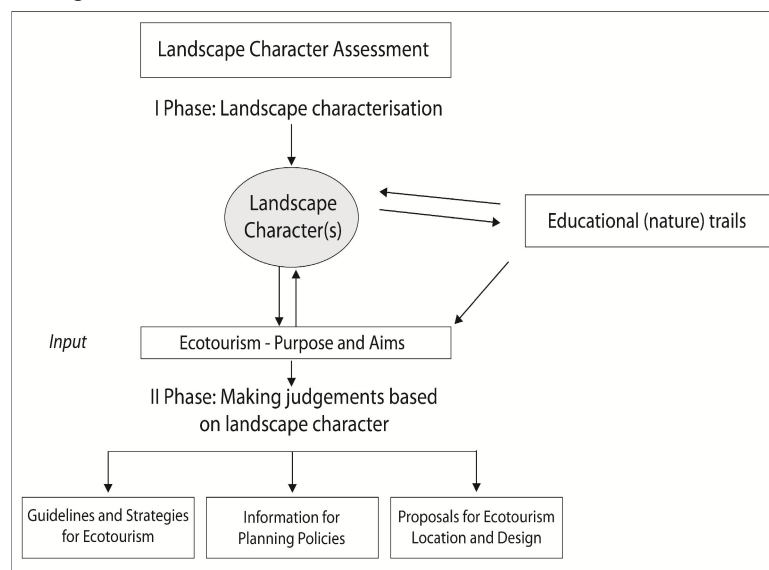 Landscape Character Assessment
I Phase: Landscape characterisation
Landscape
Character(s)
Educational (nature) trails
Input
Ecotourism - Purpose and Aims
II Phase: Making judgements based
on landscape character
Guidelines and Strategies
for Ecotourism
Information for
Planning Policies
Proposals for Ecotourism
Location and Design